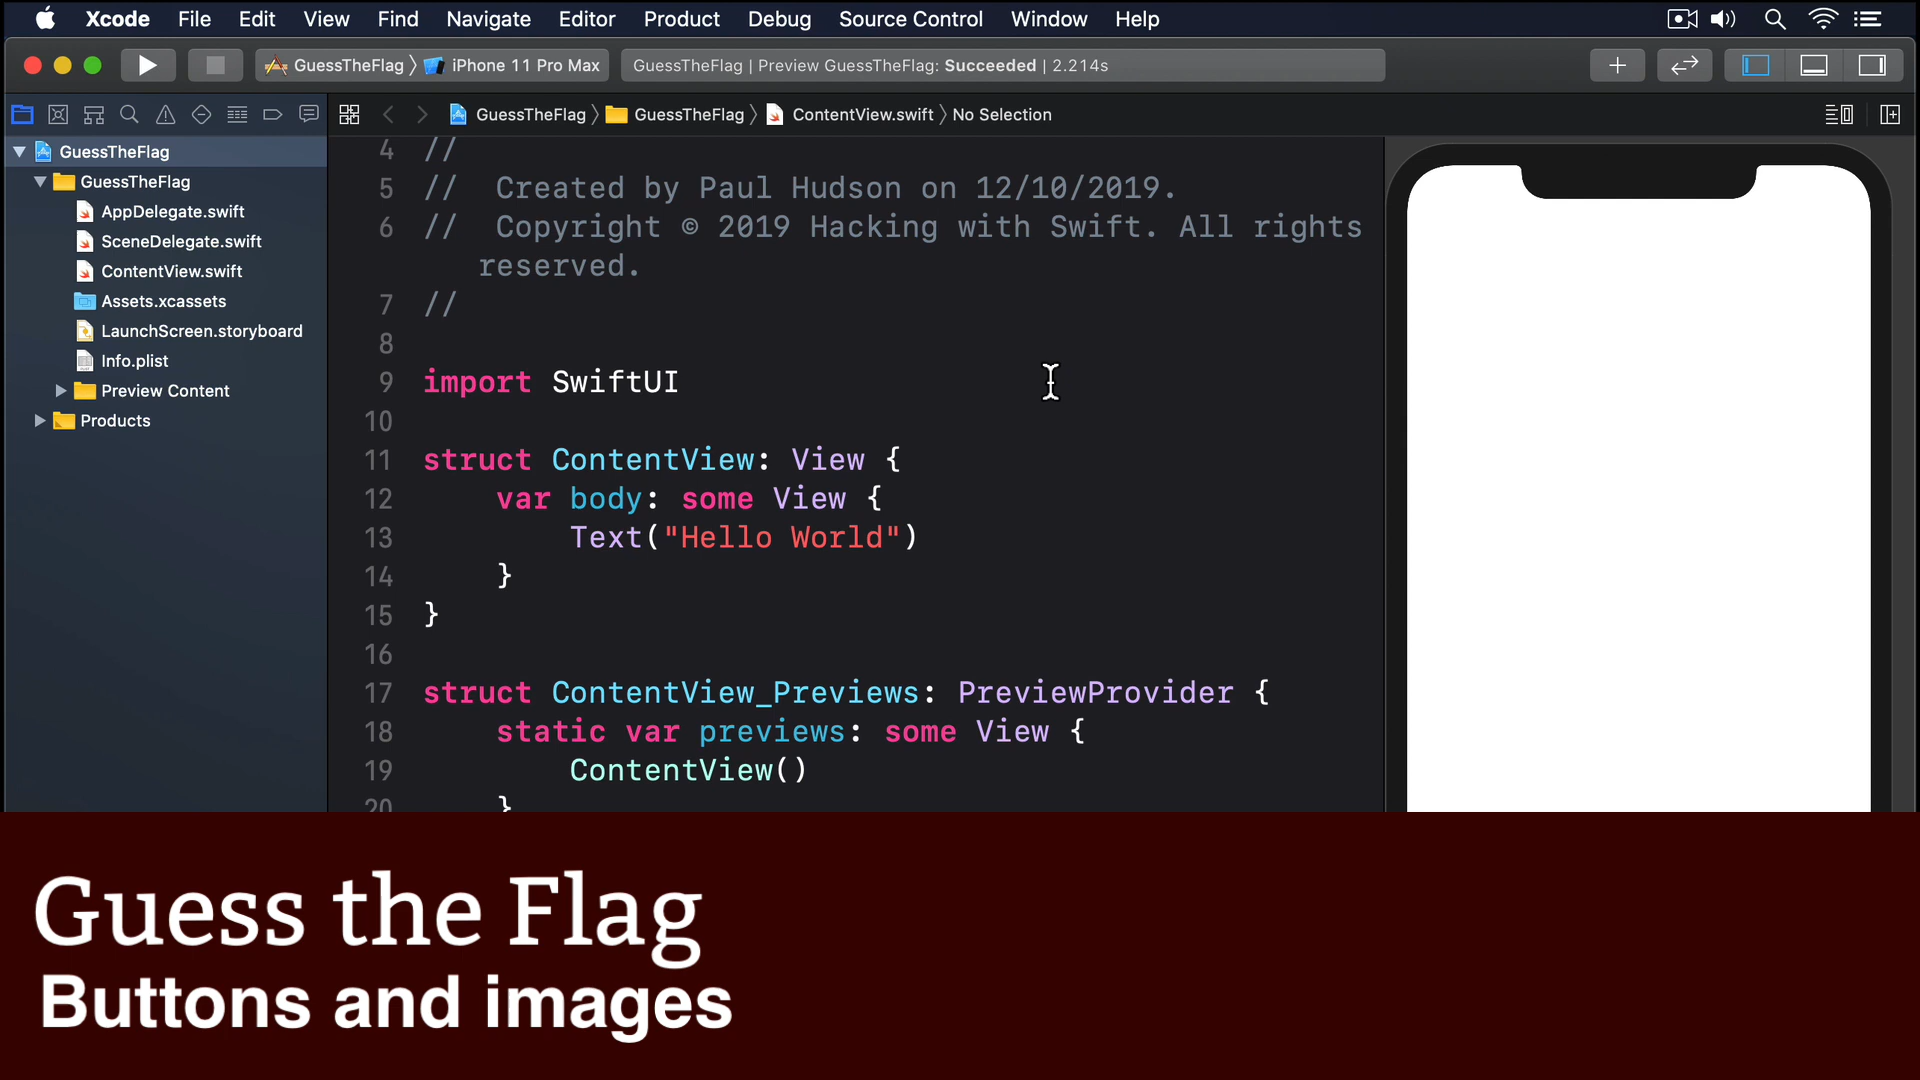 Xcode File Edit View Find Navigate Editor Product Debug Source Control Window Help
GuessTheFlag 〉 iPhone 11 Pro Max
GuessTheFlag | Preview GuessTheFlag: Succeeded | 2.214s
GuessTheFlag 〉 GuessTheFlag 〉 ContentView.swift 〉 No Selection
GuessTheFlag
GuessTheFlag
AppDelegate.swift
SceneDelegate.swift
ContentView.swift
Assets.xcassets
LaunchScreen.storyboard
Info.plist
Preview Content
Products
4 //
5 // Created by Paul Hudson on 12/10/2019.
6 // Copyright © 2019 Hacking with Swift. All rights
reserved.
7 //
8
9 import SwiftUI
10
11 struct ContentView: View {
12 var body: some View {
13 Text("Hello World")
14 }
15 }
16
17 struct ContentView_Previews: PreviewProvider {
18 static var previews: some View {
19 ContentView()
20 }
Guess the Flag
Buttons and images